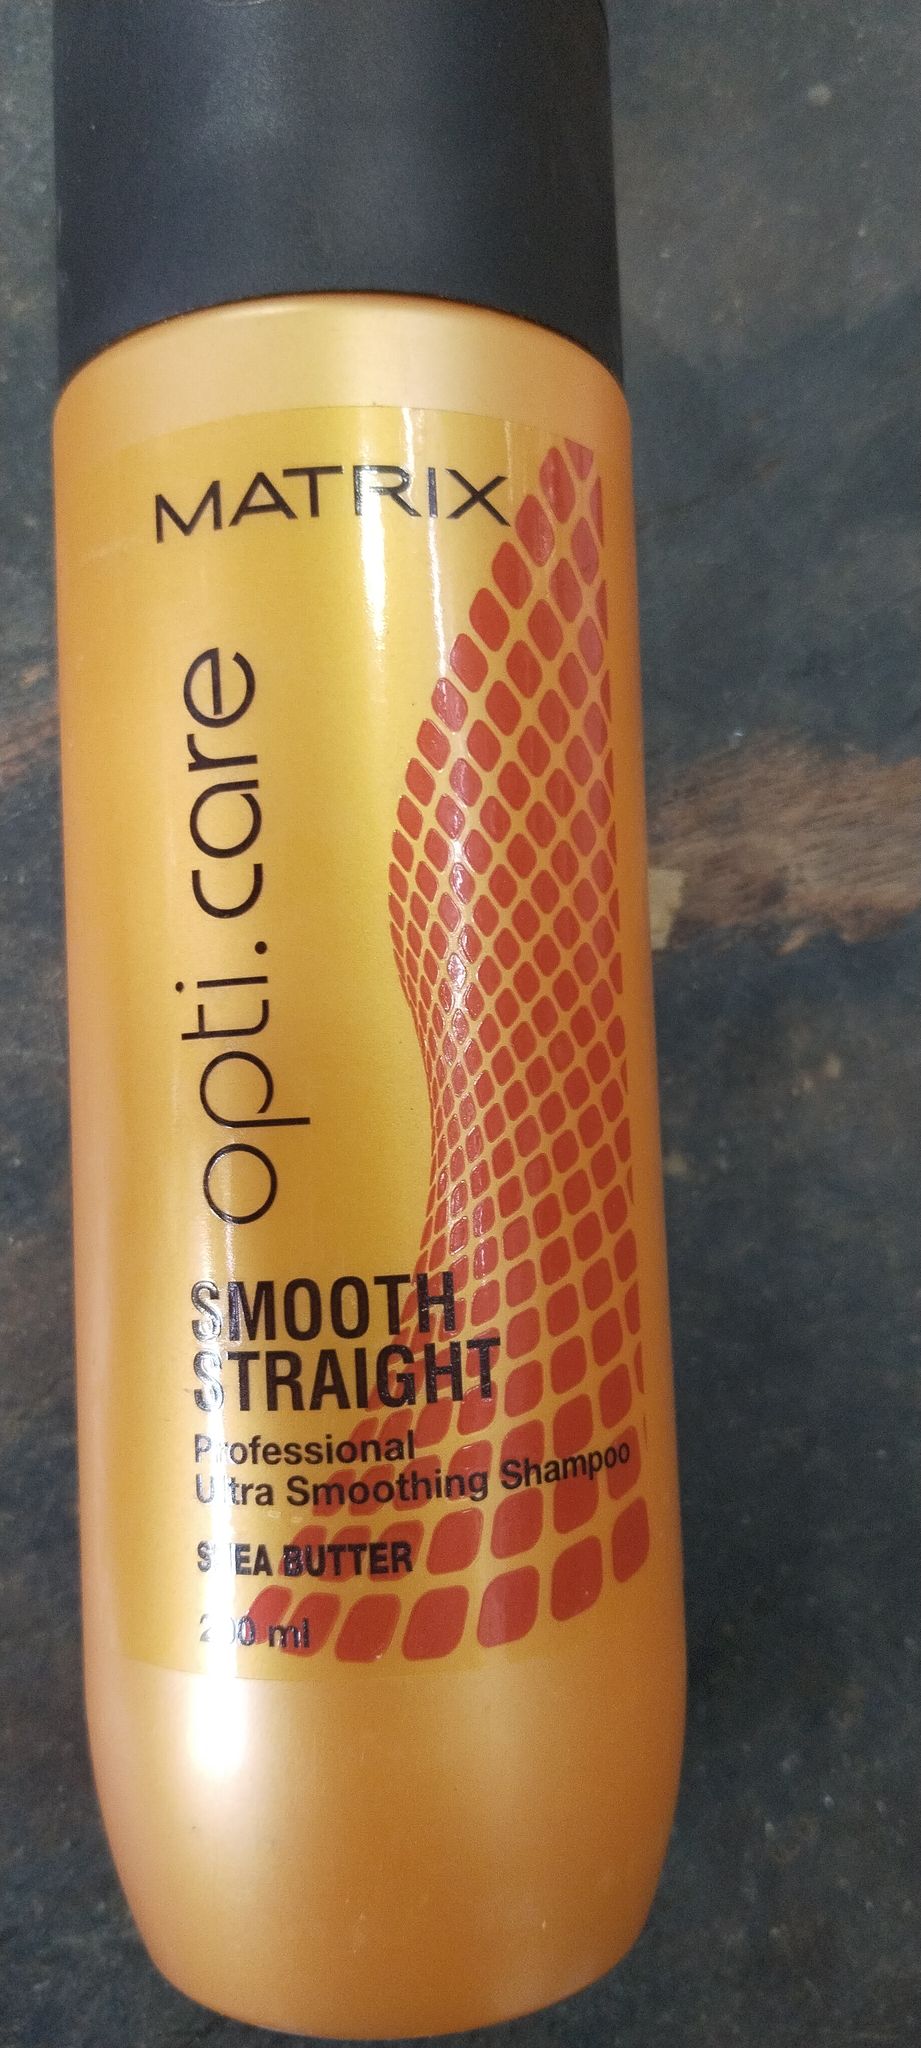 MATRIX
opti.care
SMOOTH
STRAIGHT
Professional
Ultra Smoothing Shampoo
SHEA BUTTER
200 ml